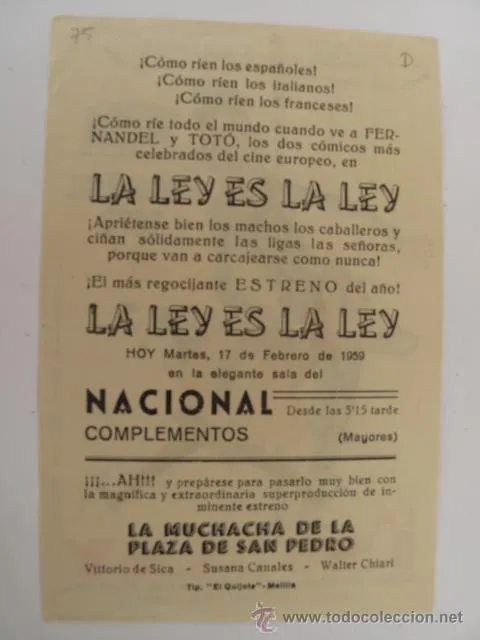 75
D
¡Cómo ríen los españoles!
¡Cómo ríen los italianos!
¡Cómo ríen los franceses!
¡Cómo ríe todo el mundo cuando ve a FER-
NANDEL y TOTÓ, los dos cómicos más
celebrados del cine europeo, en
LA LEY ES LA LEY
¡Apriétense bien los machos los caballeros y
ciñan sólidamente las ligas las señoras,
porque van a carcajearse como nunca!
¡El más regocijante ESTRENO del año!
LA LEY ES LA LEY
HOY Martes, 17 de Febrero de 1959
en la elegante sala del
NACIONAL Desde las 5'15 tarde
COMPLEMENTOS (Mayores)
¡¡¡...AH!!! y prepárese para pasarlo muy bien con
la magnífica y extraordinaria superproducción de in-
minente estreno
LA MUCHACHA DE LA
PLAZA DE SAN PEDRO
Vittorio de Sica - Susana Canales - Walter Chiari
Tip. "El Quijote"-Melilla
www.todocoleccion.net